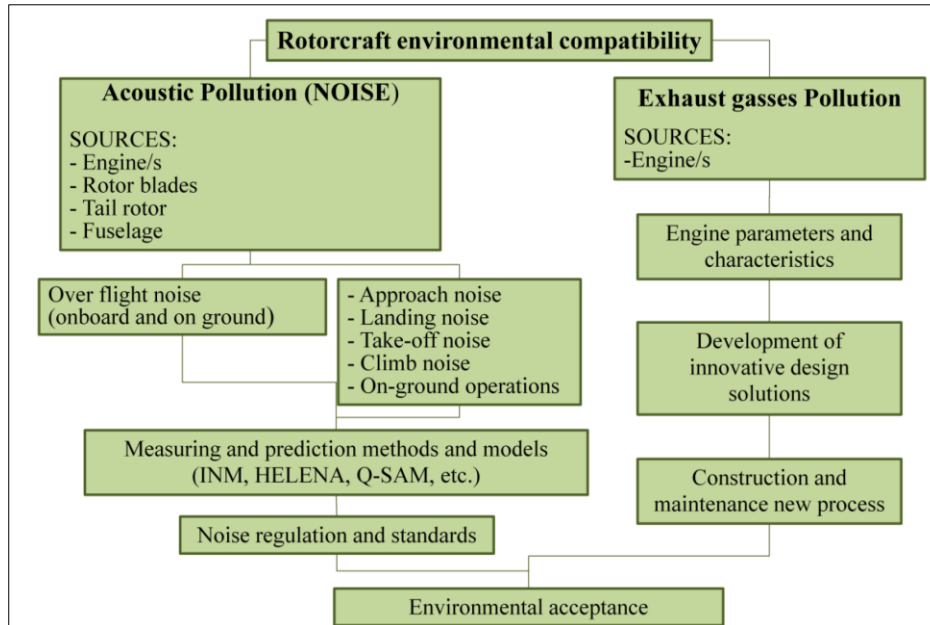 Rotorcraft environmental compatibility
Acoustic Pollution (NOISE)
SOURCES:
- Engine/s
- Rotor blades
- Tail rotor
- Fuselage
Exhaust gasses Pollution
SOURCES:
-Engine/s
Over flight noise
(onboard and on ground)
- Approach noise
- Landing noise
- Take-off noise
- Climb noise
- On-ground operations
Engine parameters and
characteristics
Development of
innovative design
solutions
Measuring and prediction methods and models
(INM, HELENA, Q-SAM, etc.)
Construction and
maintenance new process
Noise regulation and standards
Environmental acceptance